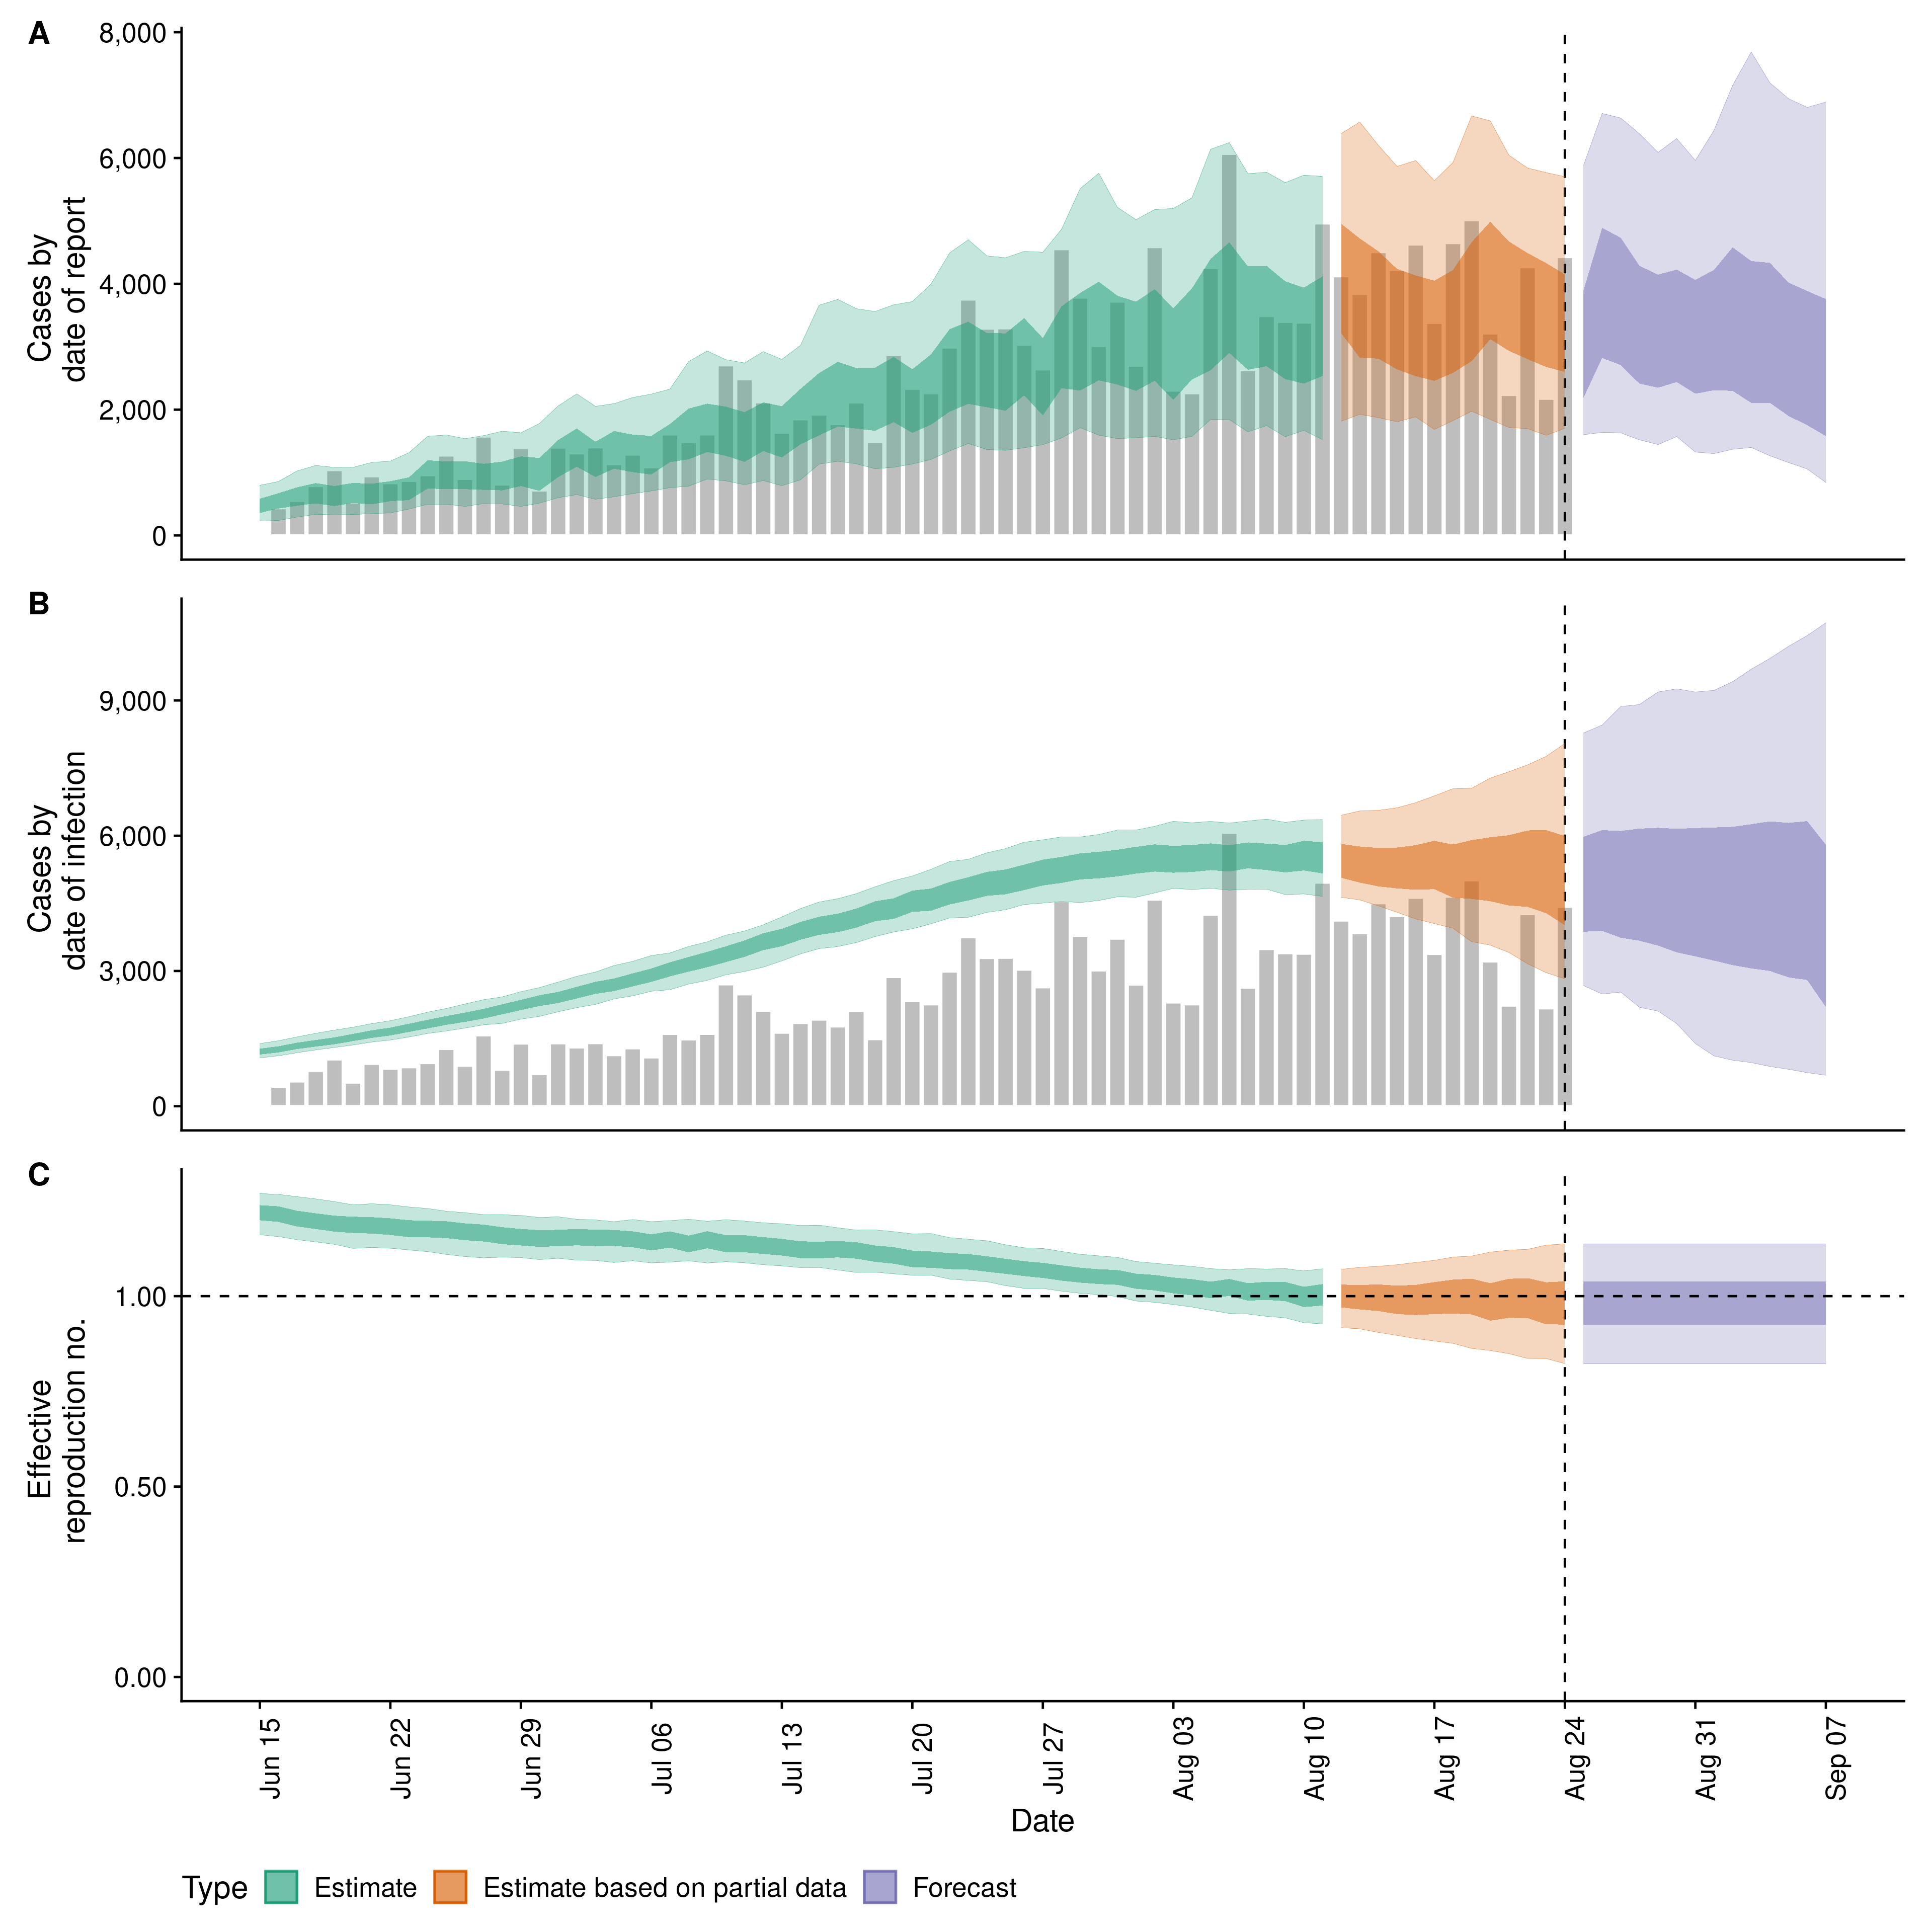 A
8,000
6,000
4,000
2,000
0
Cases by
date of report
B
9,000
6,000
3,000
0
Cases by
date of infection
C
1.00
0.50
0.00
Effective
reproduction no.
Jun 15
Jun 22
Jun 29
Jul 06
Jul 13
Jul 20
Jul 27
Aug 03
Aug 10
Aug 17
Aug 24
Aug 31
Sep 07
Date
Type Estimate Estimate based on partial data Forecast